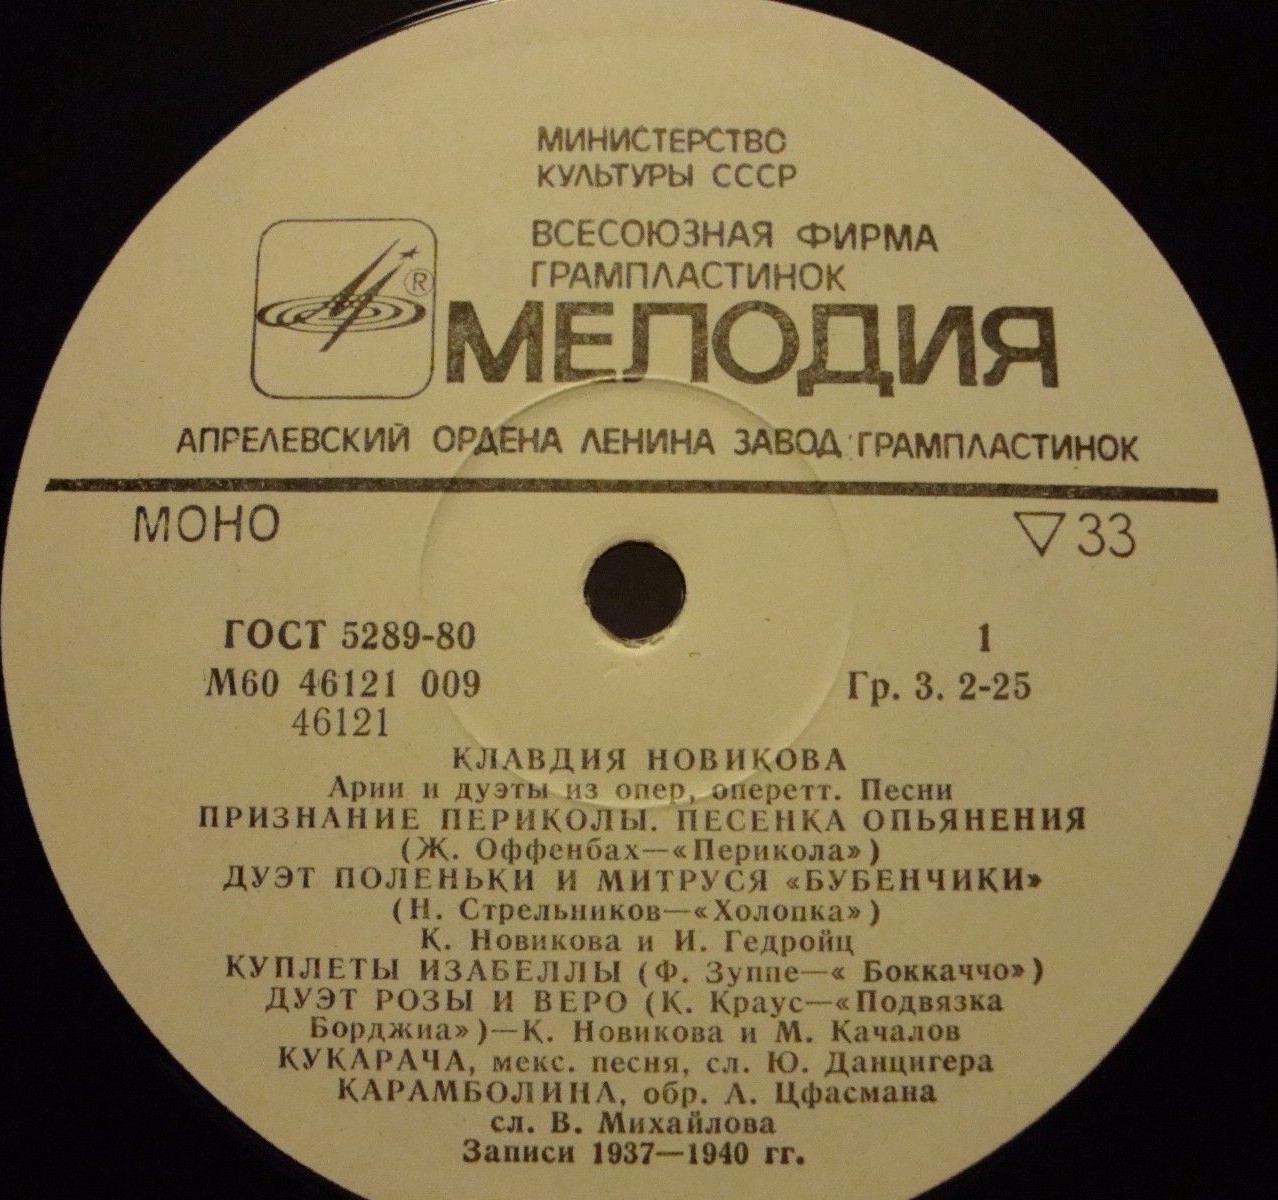 МИНИСТЕРСТВО
КУЛЬТУРЫ СССР
ВСЕСОЮЗНАЯ ФИРМА
ГРАМПЛАСТИНОК
®
МЕЛОДИЯ
АПРЕЛЕВСКИЙ ОРДЕНА ЛЕНИНА ЗАВОД ГРАМПЛАСТИНОК
МОНО ▽ 33
ГОСТ 5289-80 1
М60 46121 009 Гр. 3. 2-25
46121
КЛАВДИЯ НОВИКОВА
Арии и дуэты из опер, оперетт. Песни
ПРИЗНАНИЕ ПЕРИКОЛЫ. ПЕСЕНКА ОПЬЯНЕНИЯ
(Ж. Оффенбах—«Перикола»)
ДУЭТ ПОЛЕНЬКИ И МИТРУСЯ «БУБЕНЧИКИ»
(Н. Стрельников—«Холопка»)
К. Новикова и И. Гедройц
КУПЛЕТЫ ИЗАБЕЛЛЫ (Ф. Зуппе—« Боккаччо»)
ДУЭТ РОЗЫ И ВЕРО (К. Краус—«Подвязка
Борджиа»)—К. Новикова и М. Качалов
КУКАРАЧА, мекс. песня, сл. Ю. Данцигера
КАРАМБОЛИНА, обр. А. Цфасмана
сл. В. Михайлова
Записи 1937—1940 гг.